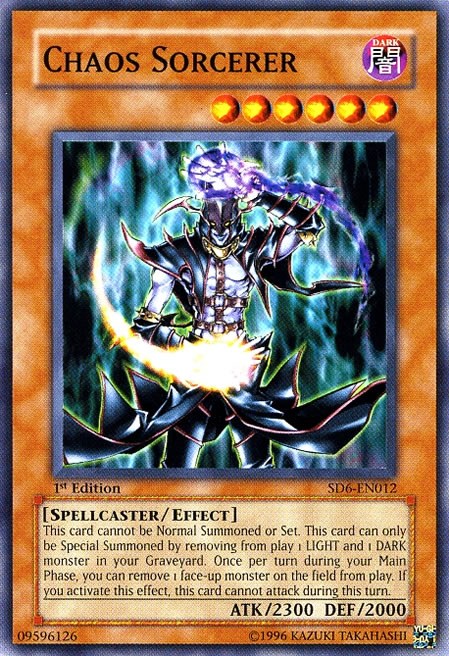 CHAOS SORCERER
DARK
闇
1st Edition
SD6-EN012
[SPELLCASTER/EFFECT]
This card cannot be Normal Summoned or Set. This card can only
be Special Summoned by removing from play 1 LIGHT and 1 DARK
monster in your Graveyard. Once per turn during your Main
Phase, you can remove 1 face-up monster on the field from play. If
you activate this effect, this card cannot attack during this turn.
ATK/2300 DEF/2000
09596126
©1996 KAZUKI TAKAHASHI